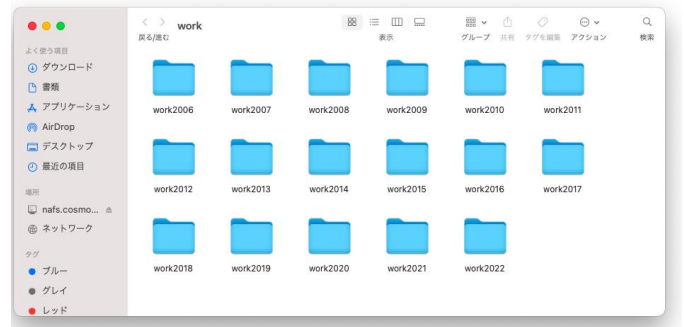 work
戻る/進む
表示
グループ 共有 タグを編集 アクション 検索
よく使う項目
ダウンロード
書類
アプリケーション
AirDrop
デスクトップ
最近の項目
場所
nafs.cosmo...
ネットワーク
タグ
ブルー
グレイ
レッド
work2006 work2007 work2008 work2009 work2010 work2011
work2012 work2013 work2014 work2015 work2016 work2017
work2018 work2019 work2020 work2021 work2022